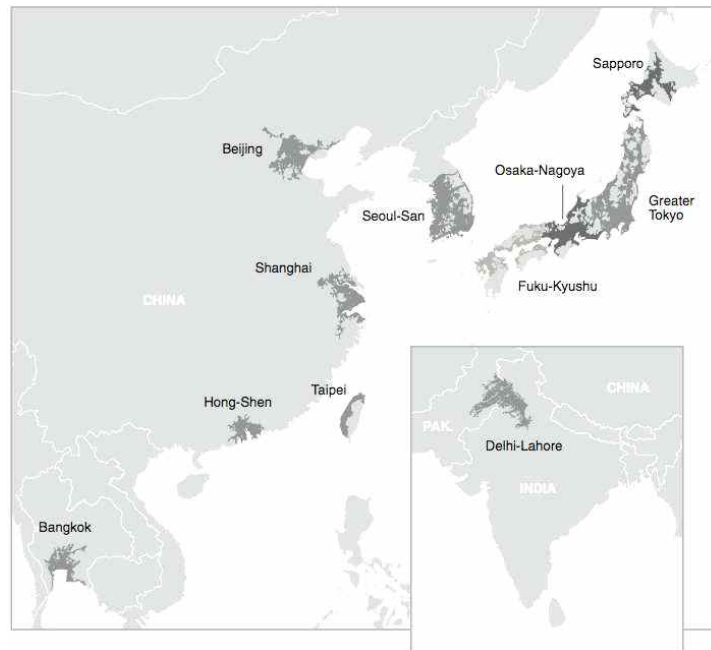 Sapporo
Osaka-Nagoya
Beijing
Seoul-San
Greater
Tokyo
Shanghai
Fuku-Kyushu
CHINA
Taipei
Hong-Shen
CHINA
PAK.
Delhi-Lahore
INDIA
Bangkok